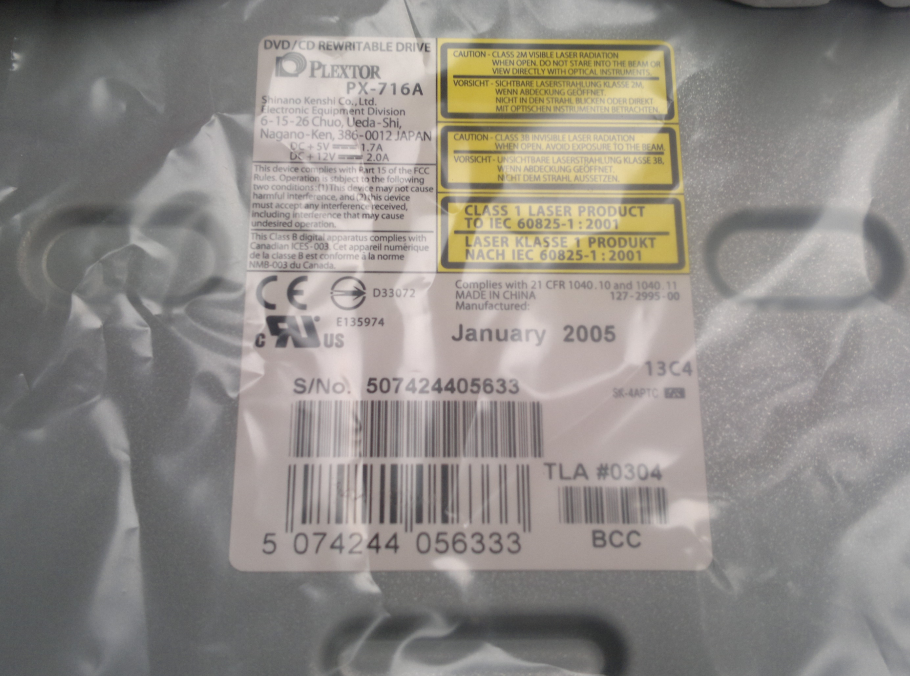 DVD/CD REWRITABLE DRIVE
PLEXTOR
PX-716A
Shinano Kenshi Co., Ltd.
Electronic Equipment Division
6-15-26 Chuo, Ueda-Shi,
Nagano-Ken, 386-0012 JAPAN
DC + 5V 1.7A
DC + 12V 2.0A
This device complies with Part 15 of the FCC
Rules. Operation is subject to the following
two conditions. (1) This device may not cause
harmful interference, and (2) this device
must accept any interference received,
including interference that may cause
undesired operation.
This Class B digital apparatus complies with
Canadian ICES-003. Cet appareil numérique
de la classe B est conforme à la norme
NMB-003 du Canada.
CAUTION - CLASS 2M VISIBLE LASER RADIATION
WHEN OPEN. DO NOT STARE INTO THE BEAM OR
VIEW DIRECTLY WITH OPTICAL INSTRUMENTS.
VORSICHT - SICHTBARE LASERSTRAHLUNG KLASSE 2M,
WENN ABDECKUNG GEÖFFNET.
NICHT IN DEN STRAHL BLICKEN ODER DIREKT
MIT OPTISCHEN INSTRUMENTEN BETRACHTEN.
CAUTION - CLASS 3B INVISIBLE LASER RADIATION
WHEN OPEN. AVOID EXPOSURE TO THE BEAM.
VORSICHT - UNSICHTBARE LASERSTRAHLUNG KLASSE 3B,
WENN ABDECKUNG GEÖFFNET.
NICHT DEM STRAHL AUSSETZEN.
CLASS 1 LASER PRODUCT
TO IEC 60825-1 : 2001
LASER KLASSE 1 PRODUKT
NACH IEC 60825-1 : 2001
CE
D33072
E135974
c RU US
Complies with 21 CFR 1040 .10 and 1040 .11
MADE IN CHINA 127-2995-00
Manufactured:
January 2005
13C4
SK-4APTC
S/No. 507424405633
TLA #0304
5 074244 056333
BCC